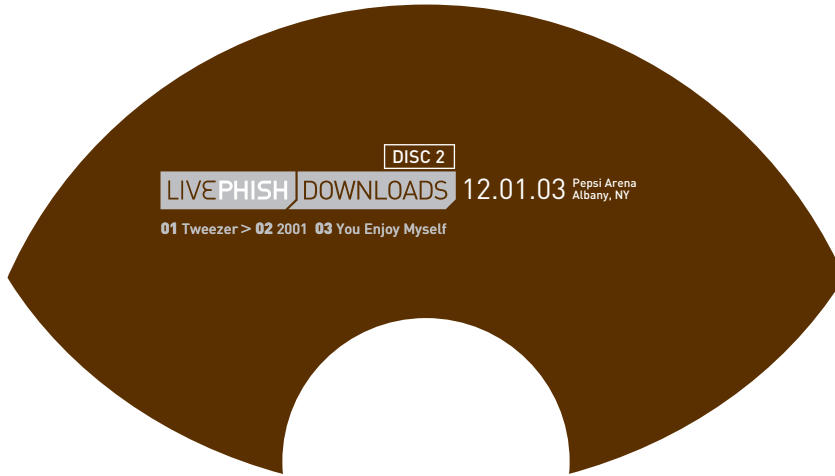 DISC 2
LIVEPHISH DOWNLOADS 12.01.03 Pepsi Arena
Albany, NY
01 Tweezer > 02 2001 03 You Enjoy Myself